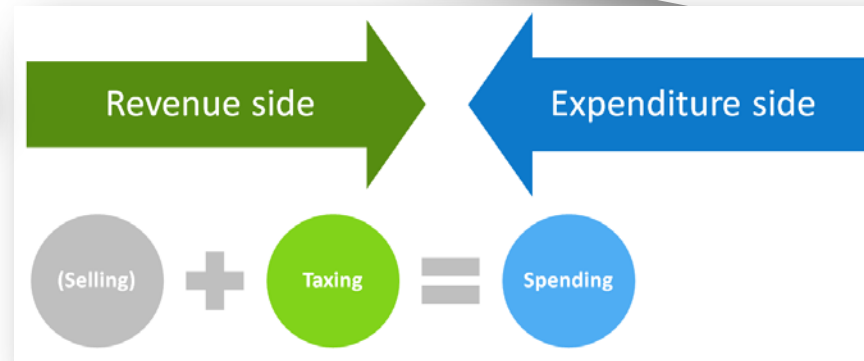 Revenue side
Expenditure side
(Selling)
Taxing
Spending